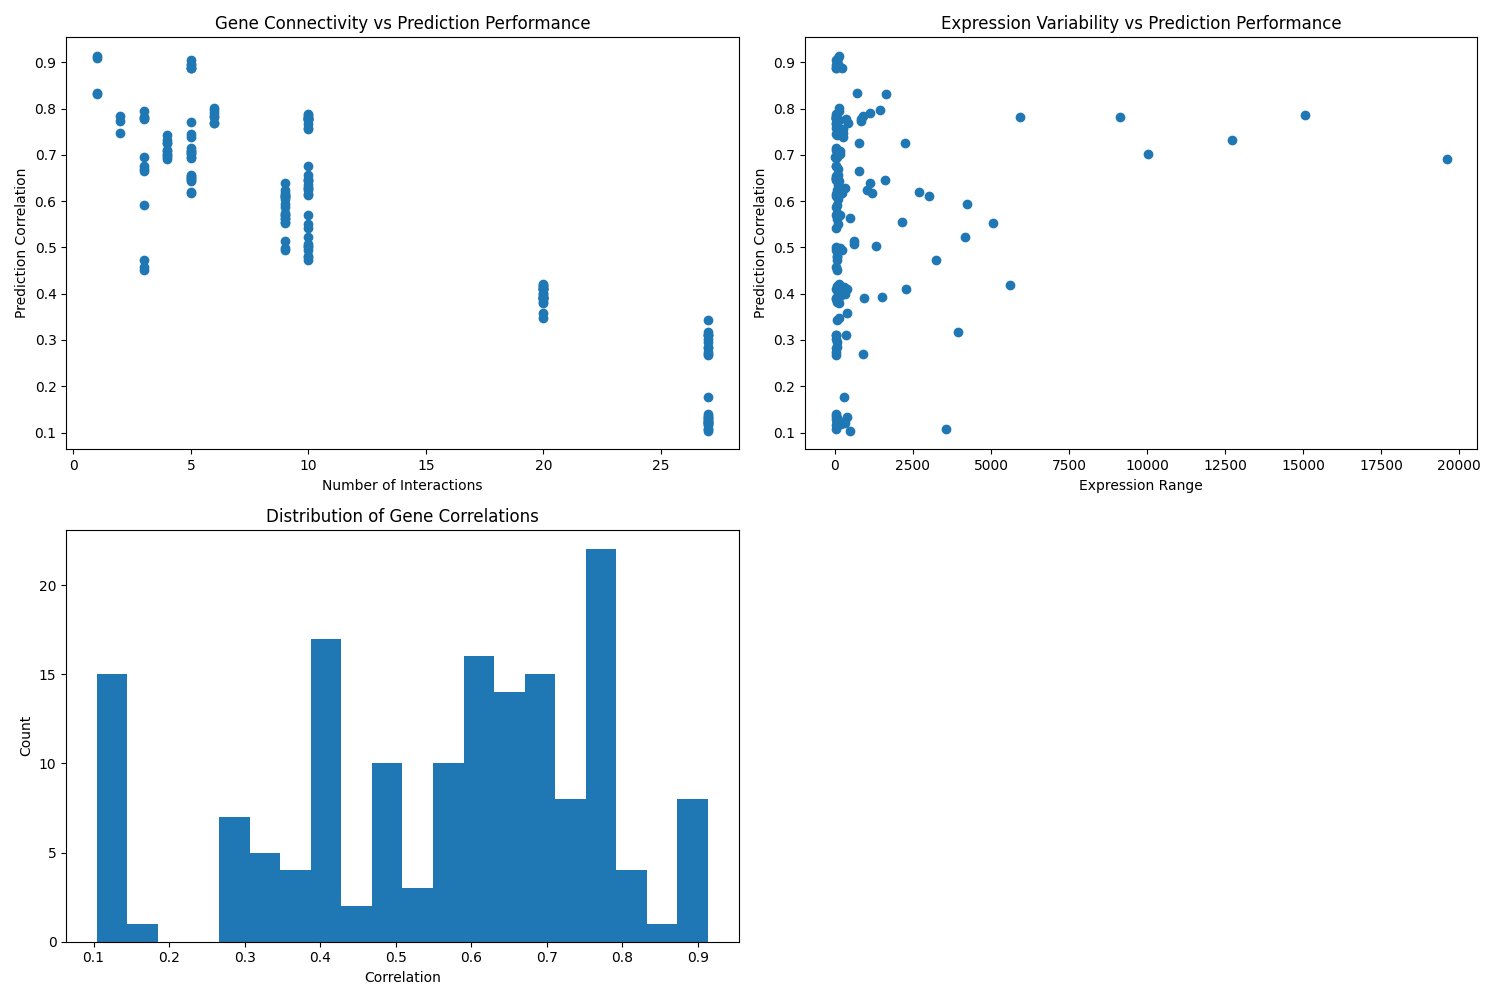 Gene Connectivity vs Prediction Performance
Prediction Correlation
0.9
0.8
0.7
0.6
0.5
0.4
0.3
0.2
0.1
0 5 10 15 20 25
Number of Interactions
Expression Variability vs Prediction Performance
Prediction Correlation
0.9
0.8
0.7
0.6
0.5
0.4
0.3
0.2
0.1
0 2500 5000 7500 10000 12500 15000 17500 20000
Expression Range
Distribution of Gene Correlations
Count
20
15
10
5
0
0.1 0.2 0.3 0.4 0.5 0.6 0.7 0.8 0.9
Correlation